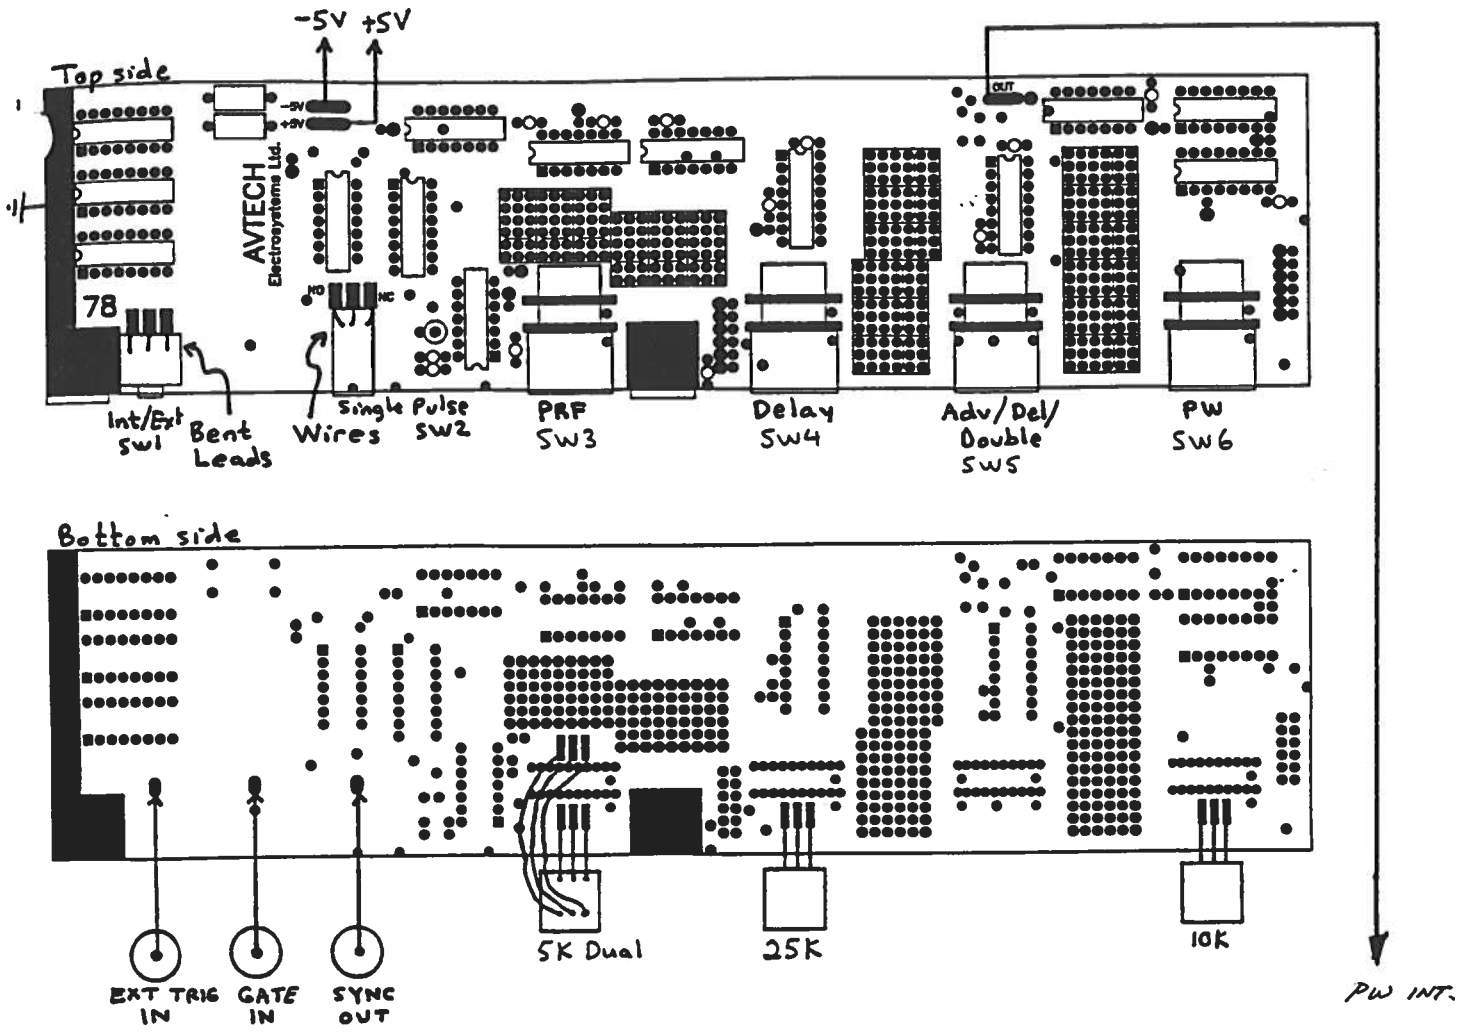 -5V +5V
Top side
OUT
-5V
+5V
AVTECH
Electrosystems Ltd.
NO NC
78
Int/Ext
SW1
Bent
Leads
Wires
Single Pulse
SW2
PRF
SW3
Delay
SW4
Adv/Del/
Double
SW5
PW
SW6
Bottom side
5K Dual
25K
10K
EXT TRIG
IN
GATE
IN
SYNC
OUT
PW INT.